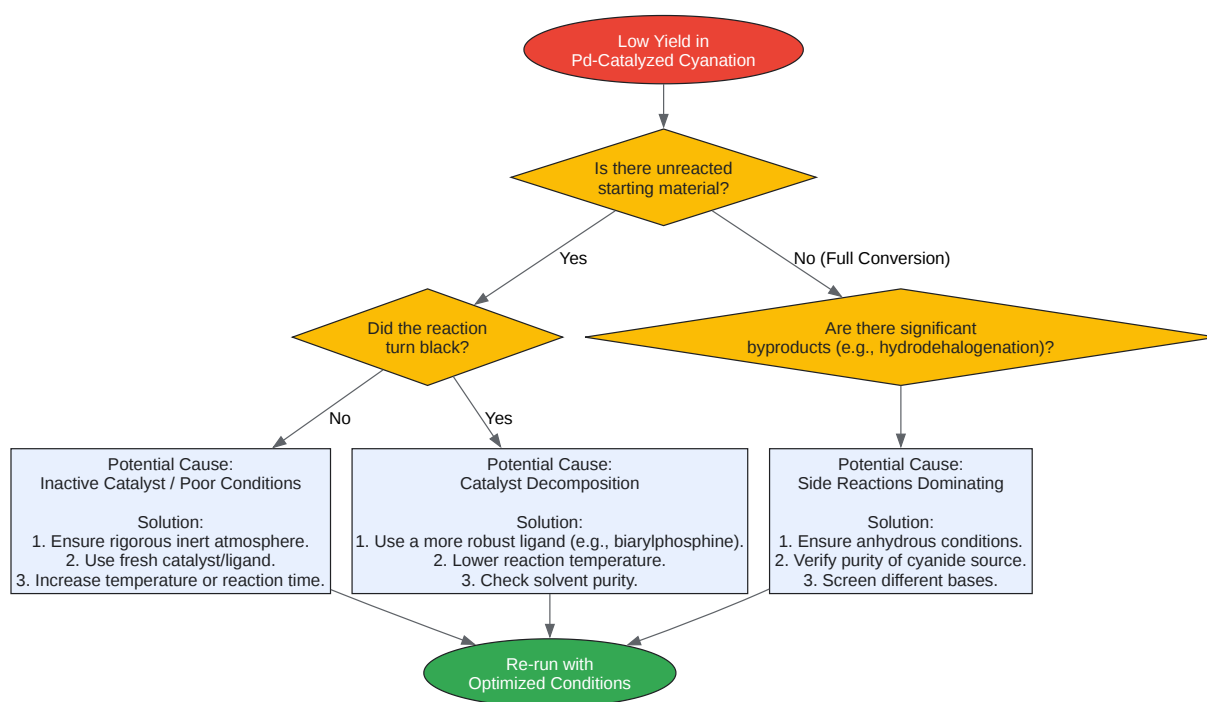 Low Yield in
Pd-Catalyzed Cyanation
Is there unreacted
starting material?
Yes
No (Full Conversion)
Did the reaction
turn black?
Are there significant
byproducts (e.g., hydrodehalogenation)?
No
Yes
Potential Cause:
Inactive Catalyst / Poor Conditions
Solution:
1. Ensure rigorous inert atmosphere.
2. Use fresh catalyst/ligand.
3. Increase temperature or reaction time.
Potential Cause:
Catalyst Decomposition
Solution:
1. Use a more robust ligand (e.g., biarylphosphine).
2. Lower reaction temperature.
3. Check solvent purity.
Potential Cause:
Side Reactions Dominating
Solution:
1. Ensure anhydrous conditions.
2. Verify purity of cyanide source.
3. Screen different bases.
Re-run with
Optimized Conditions